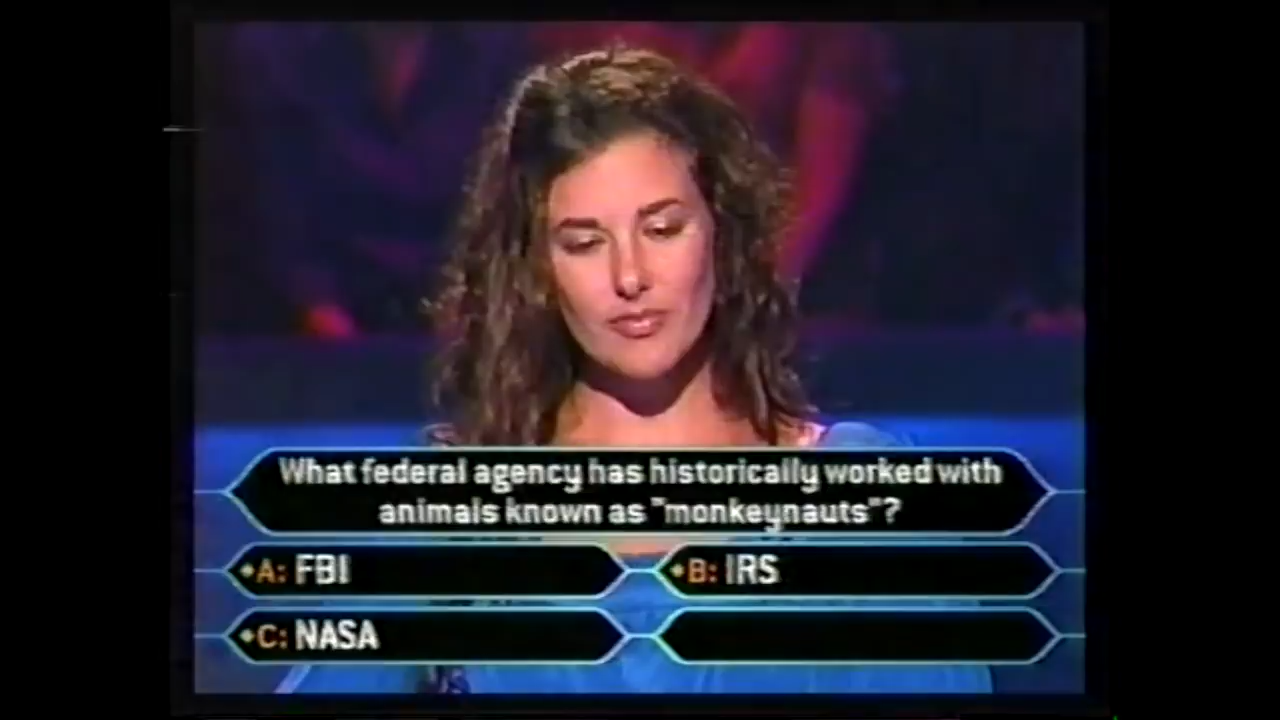 What federal agency has historically worked with
animals known as "monkeynauts"?
A: FBI
B: IRS
C: NASA